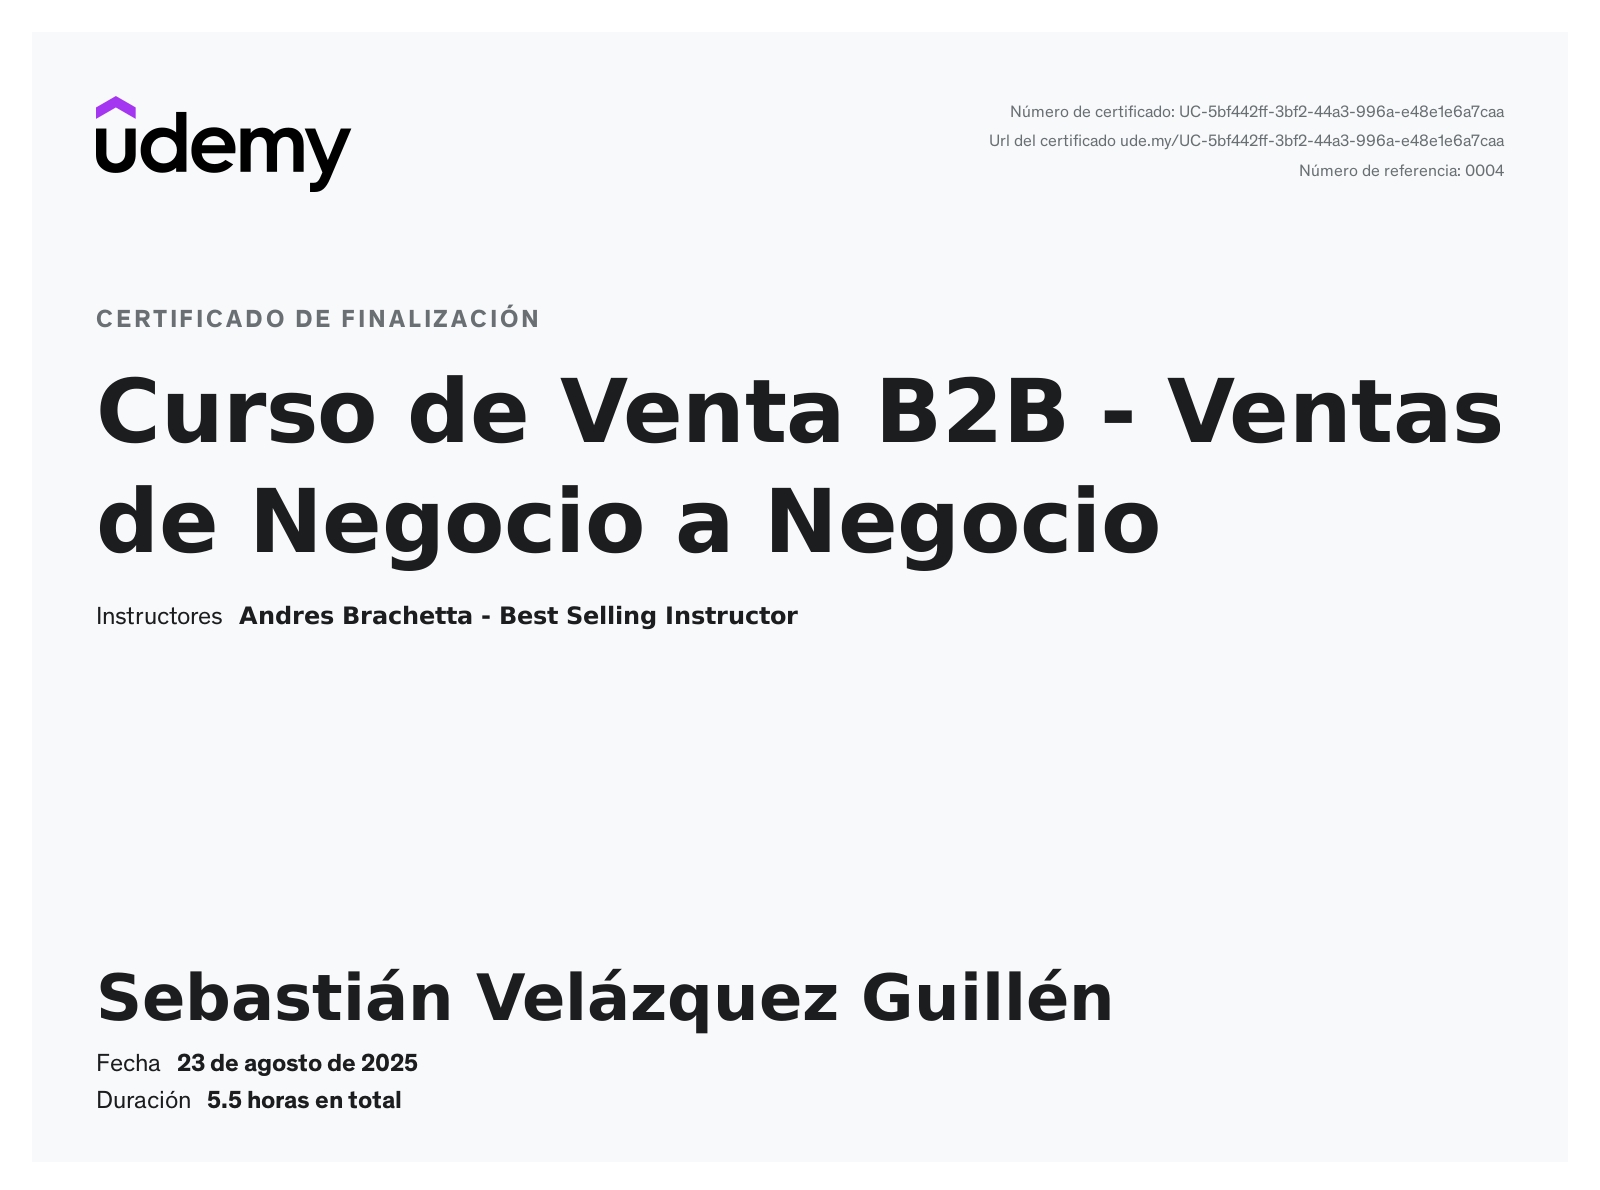 udemy
Número de certificado: UC-5bf442ff-3bf2-44a3-996a-e48e1e6a7caa
Url del certificado ude.my/UC-5bf442ff-3bf2-44a3-996a-e48e1e6a7caa
Número de referencia: 0004
CERTIFICADO DE FINALIZACIÓN
Curso de Venta B2B - Ventas
de Negocio a Negocio
Instructores Andres Brachetta - Best Selling Instructor
Sebastián Velázquez Guillén
Fecha 23 de agosto de 2025
Duración 5.5 horas en total